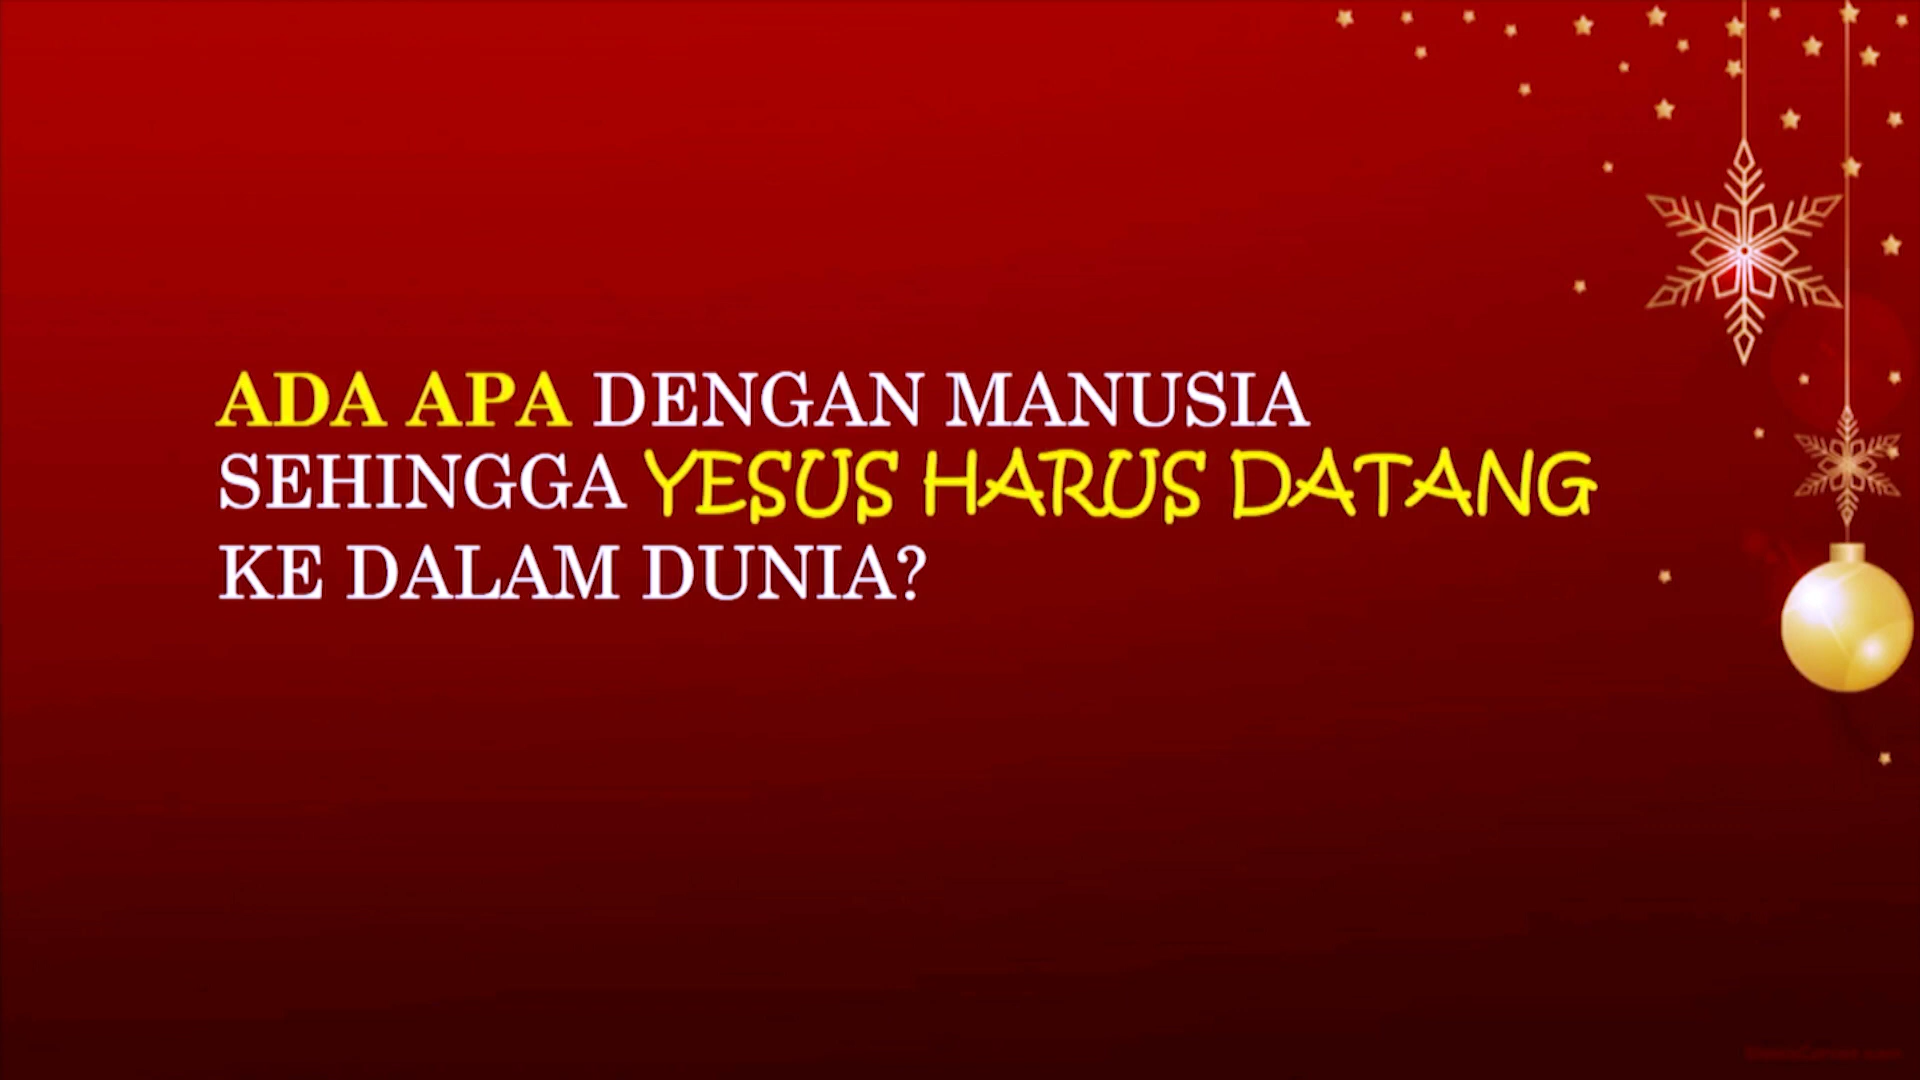 ADA APA DENGAN MANUSIA
SEHINGGA YESUS HARUS DATANG
KE DALAM DUNIA?